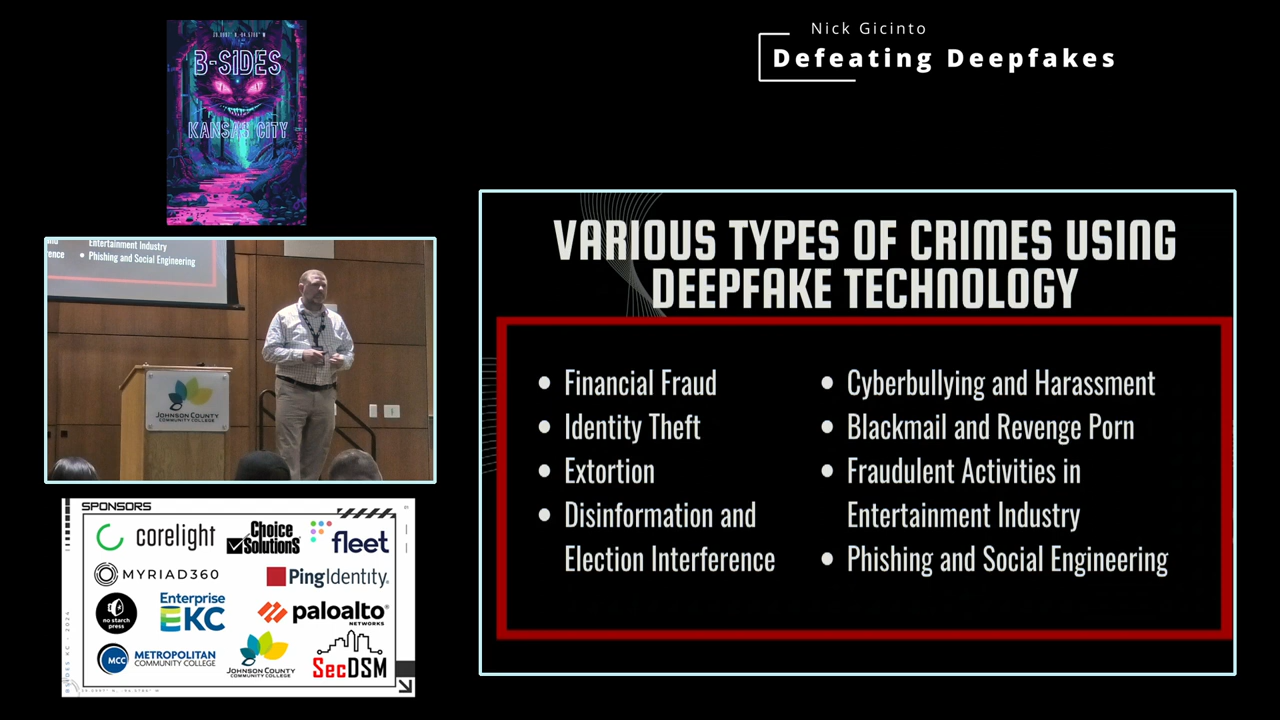 Nick Gicinto
Defeating Deepfakes
B-SIDES
KANSAS CITY
Entertainment Industry
Phishing and Social Engineering
JOHNSON COUNTY
COMMUNITY COLLEGE
SPONSORS
corelight
Choice
SolutionS
fleet
MYRIAD360
PingIdentity.
no starch
press
Enterprise
EKC
paloalto
NETWORKS
MCC
METROPOLITAN
COMMUNITY COLLEGE
JOHNSON COUNTY
COMMUNITY COLLEGE
SecDSM
VARIOUS TYPES OF CRIMES USING
DEEPFAKE TECHNOLOGY
• Financial Fraud
• Identity Theft
• Extortion
• Disinformation and
Election Interference
• Cyberbullying and Harassment
• Blackmail and Revenge Porn
• Fraudulent Activities in
Entertainment Industry
• Phishing and Social Engineering